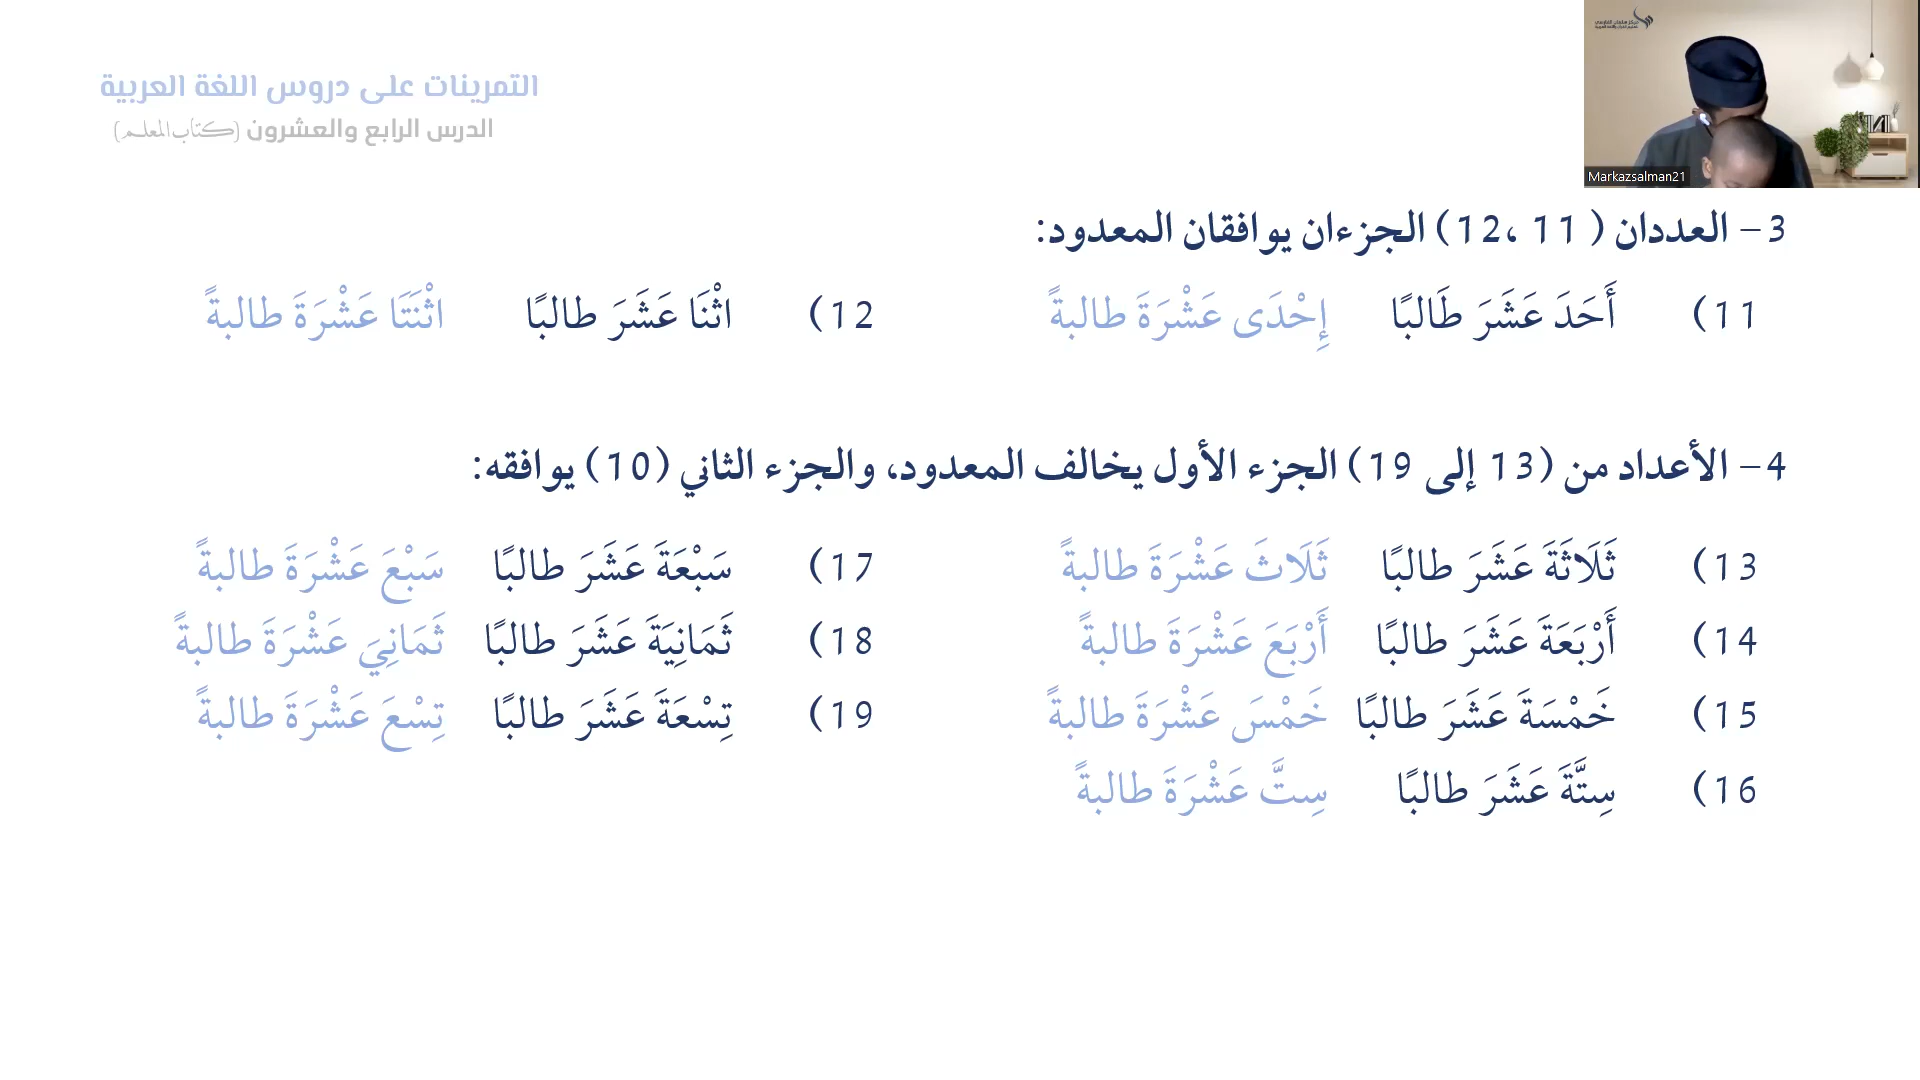 التمرينات على دروس اللغة العربية
الدرس الرابع والعشرون (كتاب المعلم)
Markazsalman21
3- العددان (11 ،12) الجزءان يوافقان المعدود:
11) أَحَدَ عَشَرَ طَالبًا إِحْدَى عَشْرَةَ طالبةً 12) اثْنَا عَشَرَ طالبًا اثْنَتَا عَشْرَةَ طالبةً
4- الأعداد من (13 إلى 19) الجزء الأول يخالف المعدود، والجزء الثاني (10) يوافقه:
13) ثَلَاثَةَ عَشَرَ طالبًا ثَلَاثَ عَشْرَةَ طالبةً 17) سَبْعَةَ عَشَرَ طالبًا سَبْعَ عَشْرَةَ طالبةً
14) أَرْبَعَةَ عَشَرَ طالبًا أَرْبَعَ عَشْرَةَ طالبةً 18) ثَمَانِيَةَ عَشَرَ طالبًا ثَمَانِيَ عَشْرَةَ طالبةً
15) خَمْسَةَ عَشَرَ طالبًا خَمْسَ عَشْرَةَ طالبةً 19) تِسْعَةَ عَشَرَ طالبًا تِسْعَ عَشْرَةَ طالبةً
16) سِتَّةَ عَشَرَ طالبًا سِتَّ عَشْرَةَ طالبةً